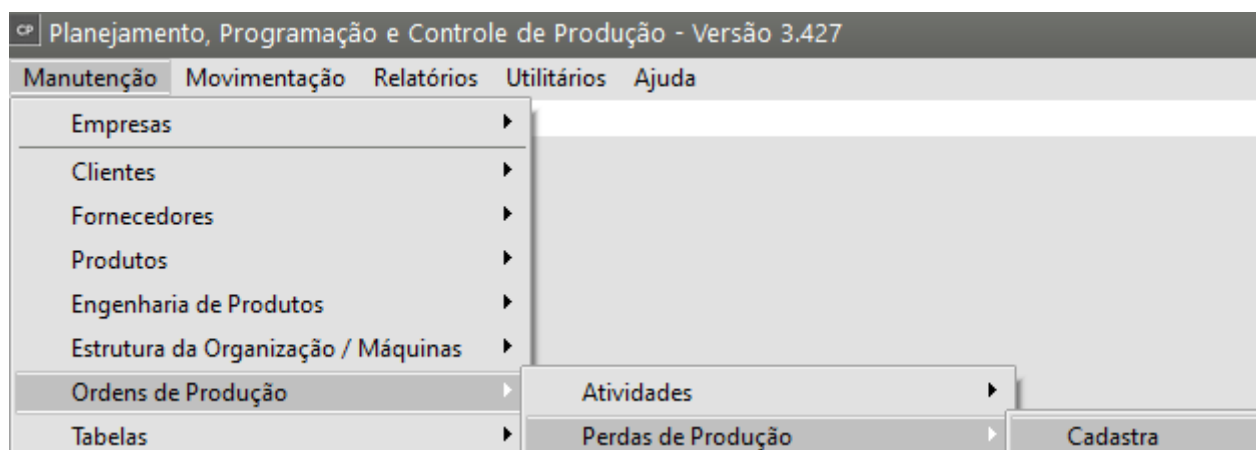 CP Planejamento, Programação e Controle de Produção - Versão 3.427
Manutenção Movimentação Relatórios Utilitários Ajuda
Empresas
Clientes
Fornecedores
Produtos
Engenharia de Produtos
Estrutura da Organização / Máquinas
Ordens de Produção Atividades
Tabelas Perdas de Produção Cadastra